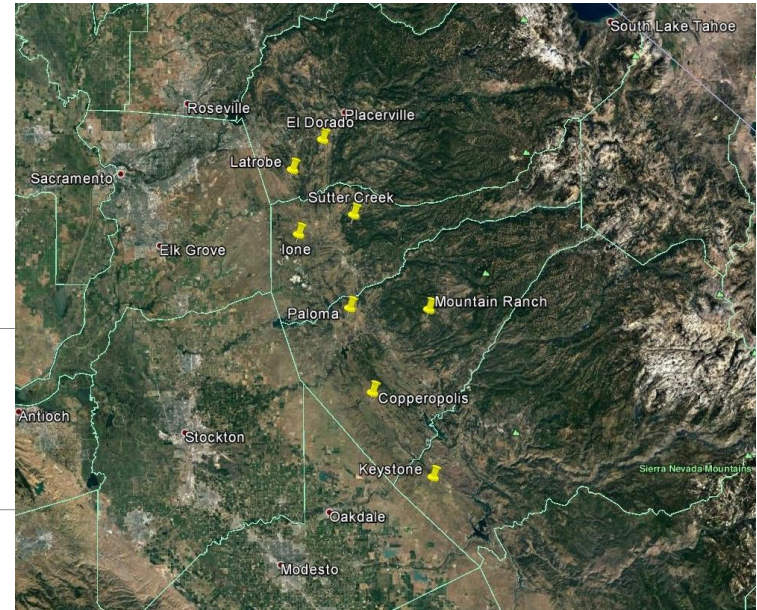 South Lake Tahoe
Roseville
Placerville
El Dorado
Latrobe
Sacramento
Sutter Creek
Elk Grove
Ione
Mountain Ranch
Paloma
Copperopolis
Antioch
Stockton
Keystone
Sierra Nevada Mountains
Oakdale
Modesto